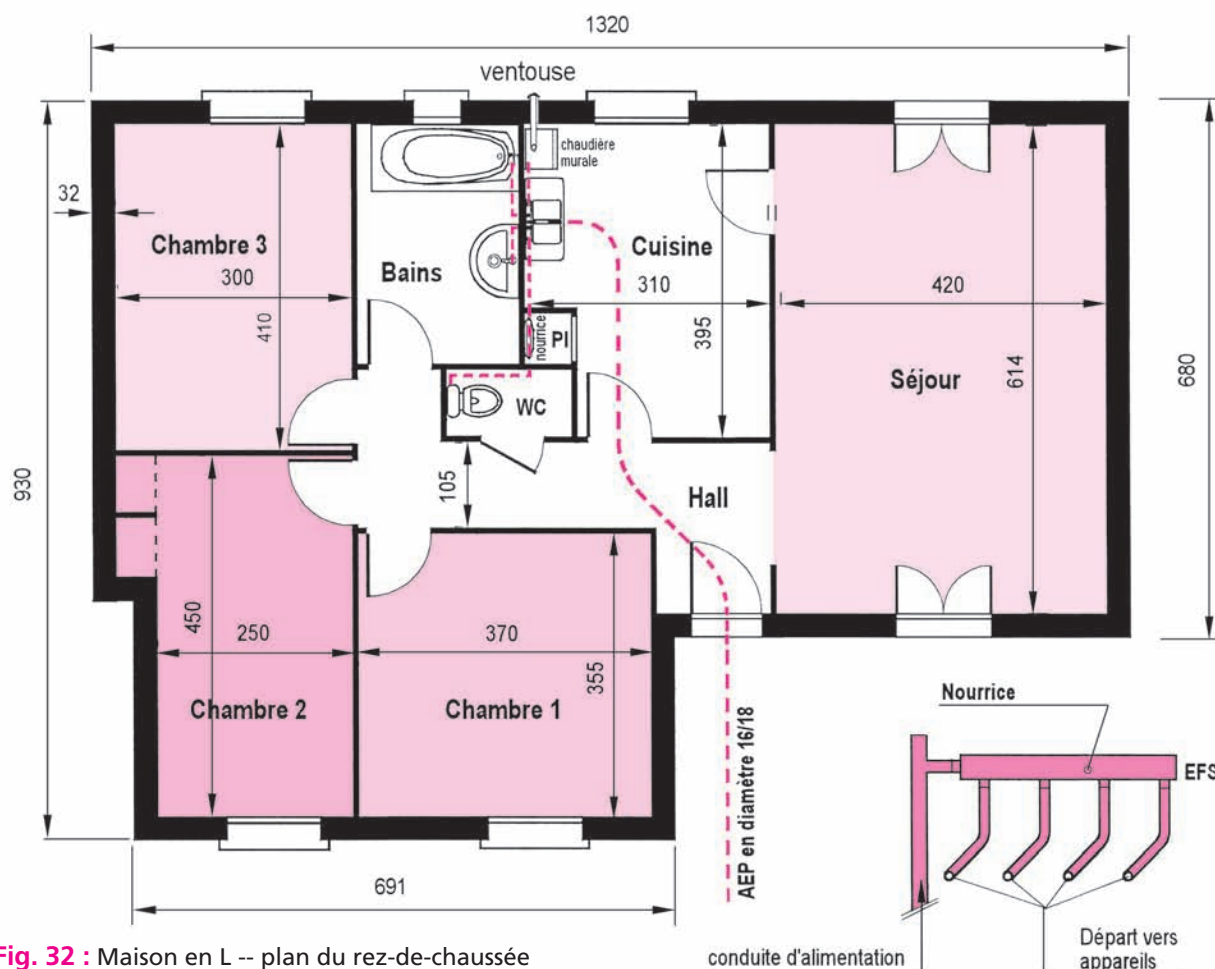 1320
ventouse
chaudière
murale
32
Chambre 3
300
410
Bains
Cuisine
310
395
420
Séjour
614
680
nourrice
PI
WC
930
105
Hall
450
250
370
355
Chambre 2
Chambre 1
691
AEP en diamètre 16/18
Nourrice
EFS
conduite d'alimentation
Départ vers
appareils
Fig. 32 : Maison en L -- plan du rez-de-chaussée